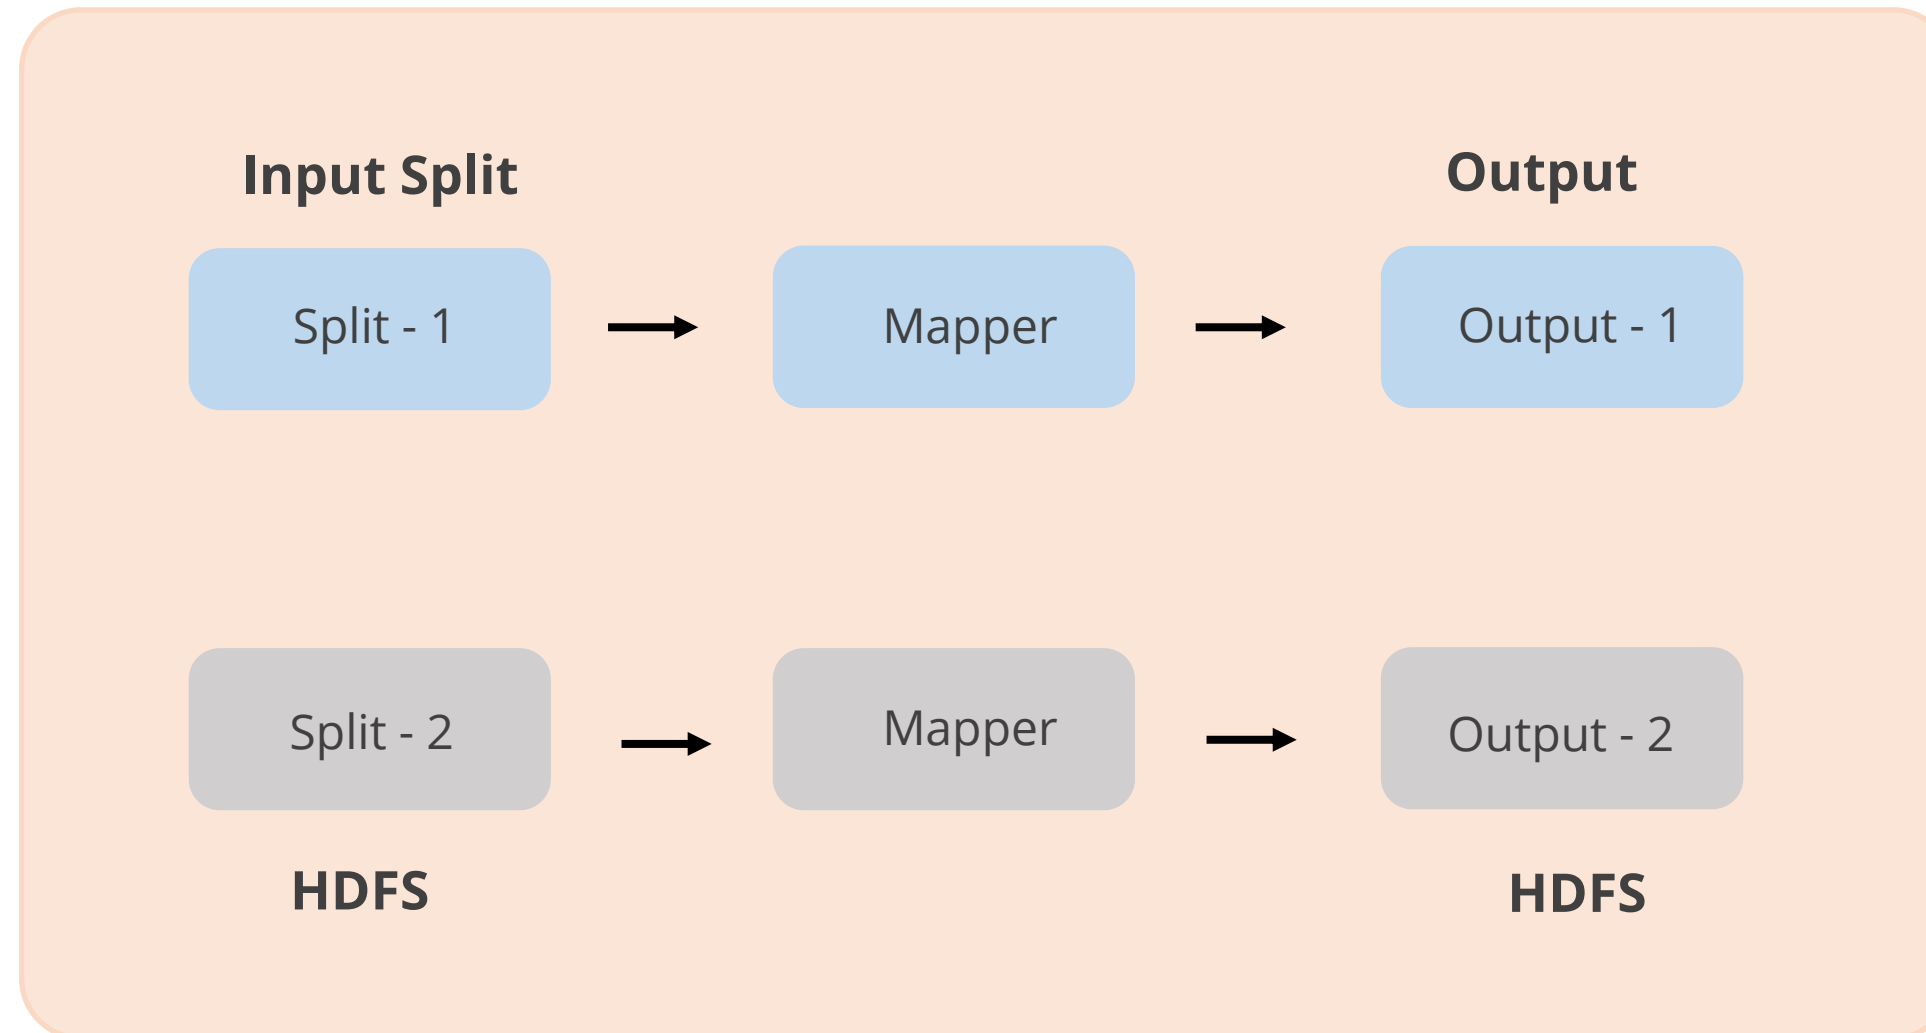 Input Split
Output
Split - 1
Mapper
Output - 1
Split - 2
Mapper
Output - 2
HDFS
HDFS